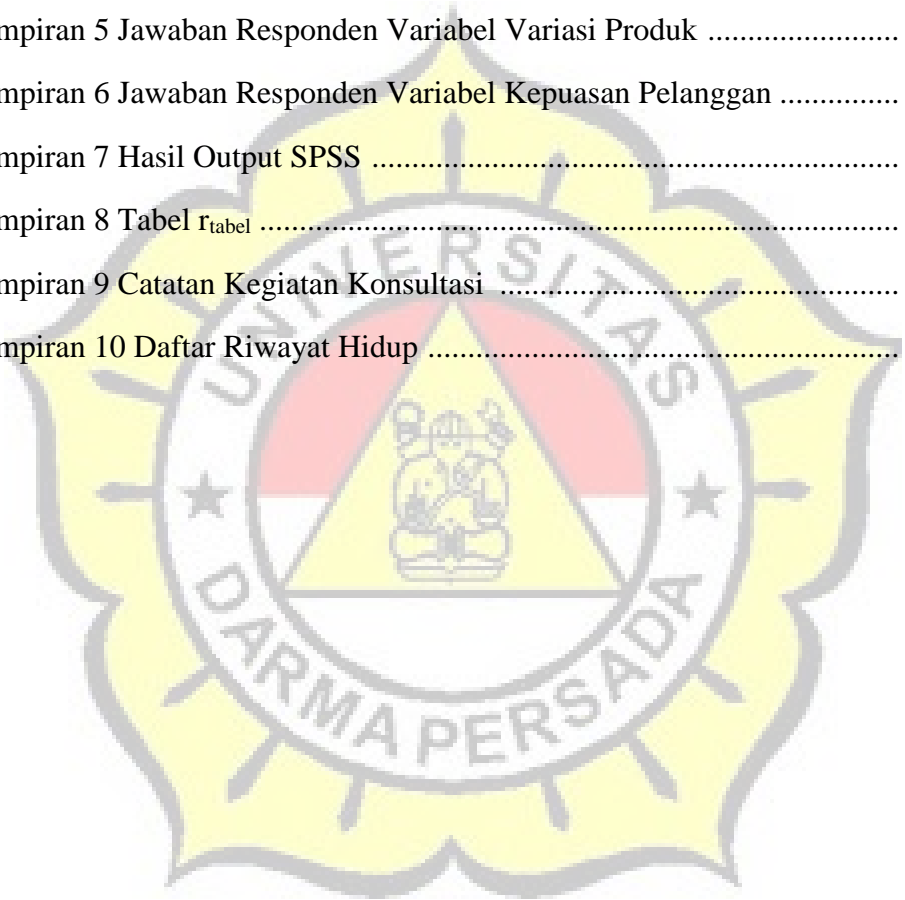 mpiran 5 Jawaban Responden Variabel Variasi Produk ........................
mpiran 6 Jawaban Responden Variabel Kepuasan Pelanggan ...............
mpiran 7 Hasil Output SPSS ..................................................................
mpiran 8 Tabel rtabel ................................................................................
mpiran 9 Catatan Kegiatan Konsultasi ..................................................
mpiran 10 Daftar Riwayat Hidup ...........................................................
UNIVERSITAS
DARMA PERSADA